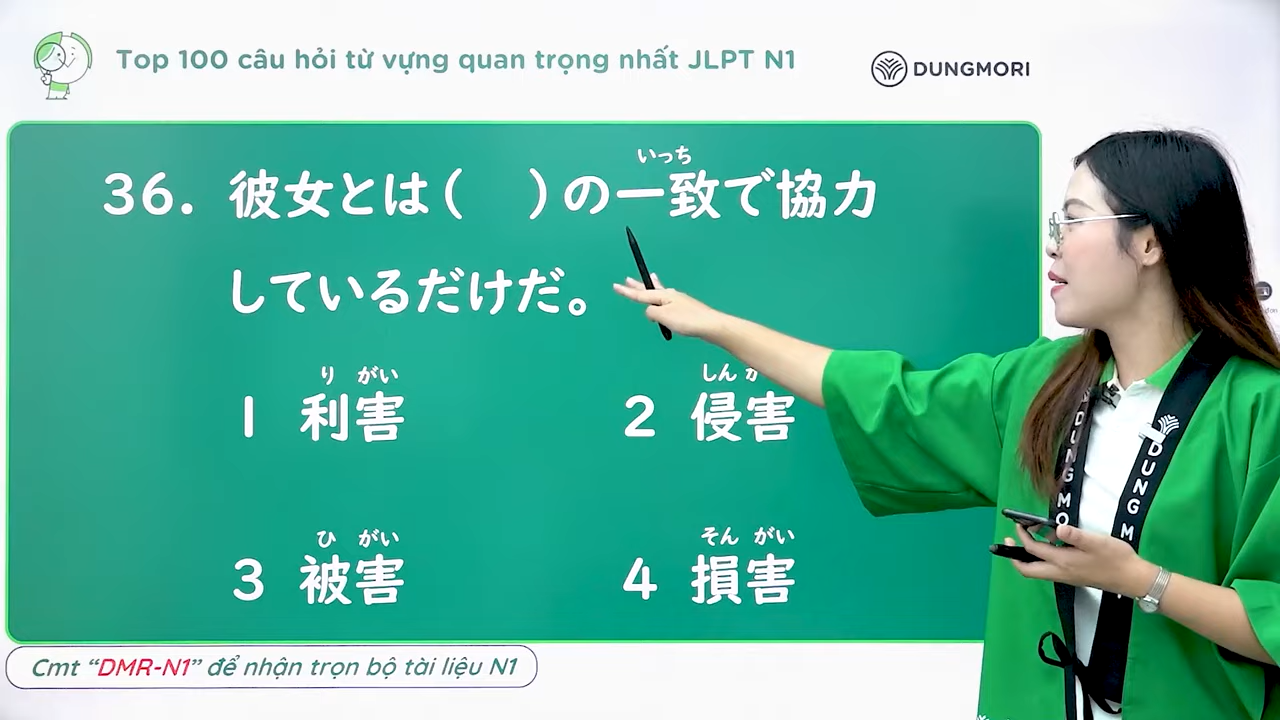 Top 100 câu hỏi từ vựng quan trọng nhất JLPT N1
DUNGMORI
いっち
36. 彼女とは( )の一致で協力
しているだけだ。
り がい
1 利害
しん
2 侵害
ひ がい
3 被害
そん がい
4 損害
Cmt “DMR-N1” để nhận trọn bộ tài liệu N1
DUNG MO
DUNG M